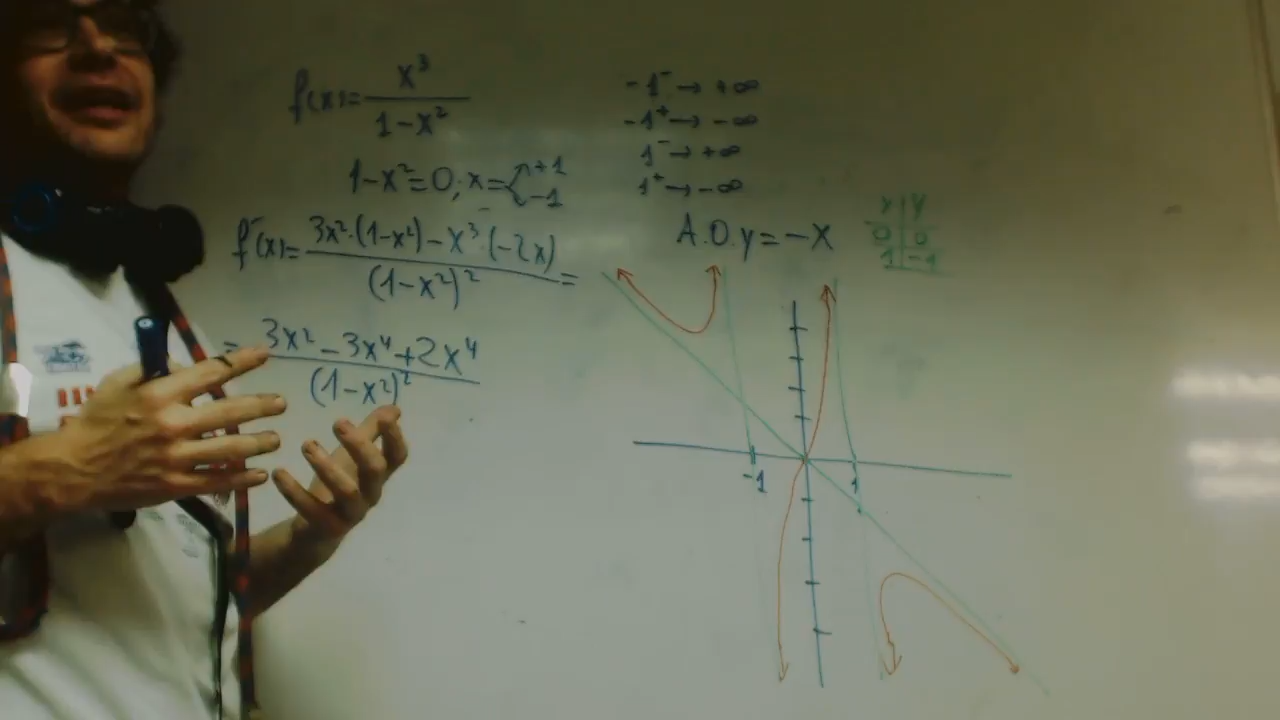 f(x)= x³/1-x²
1-x²=0; x= +1
-1
f'(x)= 3x²·(1-x²)-x³·(-2x)/(1-x²)² =
= 3x²-3x⁴+2x⁴/(1-x²)²
-1⁻ → +∞
-1⁺ → -∞
1⁻ → +∞
1⁺ → -∞
A.O. y=-x
x | y
0 | 0
1 | -1
-1
1